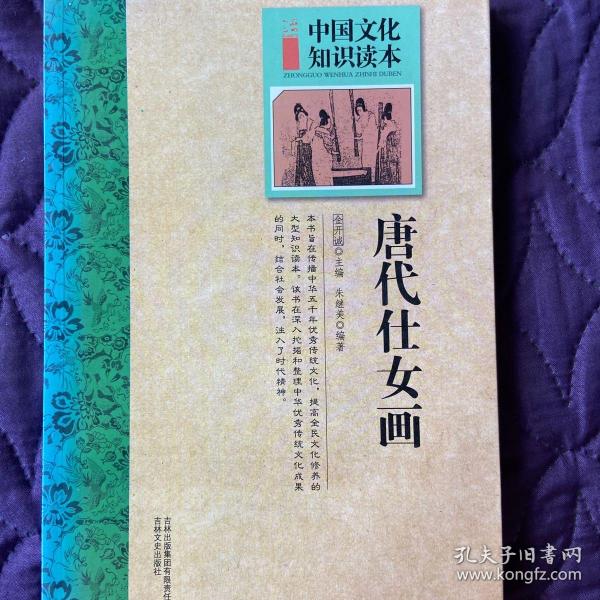 中国文化
知识读本
ZHONGGUO WENHUA ZHISHI DUBEN
唐代仕女画
金开诚◎主编 朱继美◎编著
本书旨在传播中华五千年优秀传统文化，提高全民文化修养的
大型知识读本。该书在深入挖掘和整理中华优秀传统文化成果
的同时，结合社会发展，注入了时代精神。
吉林出版集团有限责任
吉林文史出版社
孔夫子旧书网
www.kongfz.com